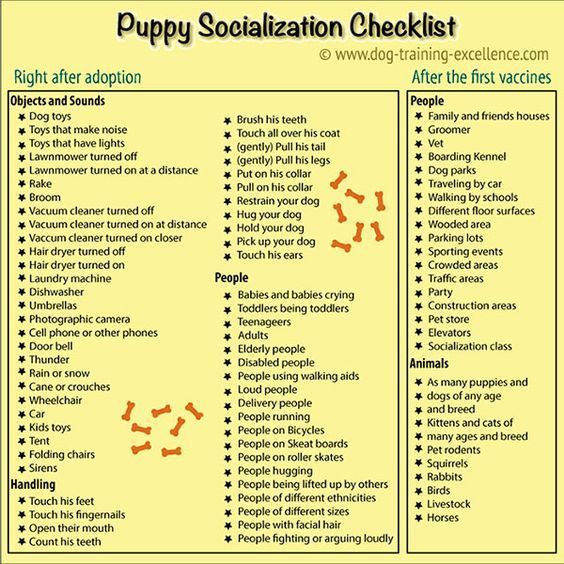 Puppy Socialization Checklist
© www.dog-training-excellence.com
Right after adoption
Objects and Sounds
Dog toys
Toys that make noise
Toys that have lights
Lawnmower turned off
Lawnmower turned on at a distance
Rake
Broom
Vacuum cleaner turned off
Vacuum cleaner turned on at distance
Vaccum cleaner turned on closer
Hair dryer turned off
Hair dryer turned on
Laundry machine
Dishwasher
Umbrellas
Photographic camera
Cell phone or other phones
Door bell
Thunder
Rain or snow
Cane or crouches
Wheelchair
Car
Kids toys
Tent
Folding chairs
Sirens
Handling
Touch his feet
Touch his fingernails
Open their mouth
Count his teeth
Brush his teeth
Touch all over his coat
(gently) Pull his tail
(gently) Pull his legs
Put on his collar
Pull on his collar
Restrain your dog
Hug your dog
Hold your dog
Pick up your dog
Touch his ears
People
Babies and babies crying
Toddlers being toddlers
Teenageers
Adults
Elderly people
Disabled people
People using walking aids
Loud people
Delivery people
People running
People on Bicycles
People on Skeat boards
People on roller skates
People hugging
People being lifted up by others
People of different ethnicities
People of different sizes
People with facial hair
People fighting or arguing loudly
After the first vaccines
People
Family and friends houses
Groomer
Vet
Boarding Kennel
Dog parks
Traveling by car
Walking by schools
Different floor surfaces
Wooded area
Parking lots
Sporting events
Crowded areas
Traffic areas
Party
Construction areas
Pet store
Elevators
Socialization class
Animals
As many puppies and
dogs of any age
and breed
Kittens and cats of
many ages and breed
Pet rodents
Squirrels
Rabbits
Birds
Livestock
Horses